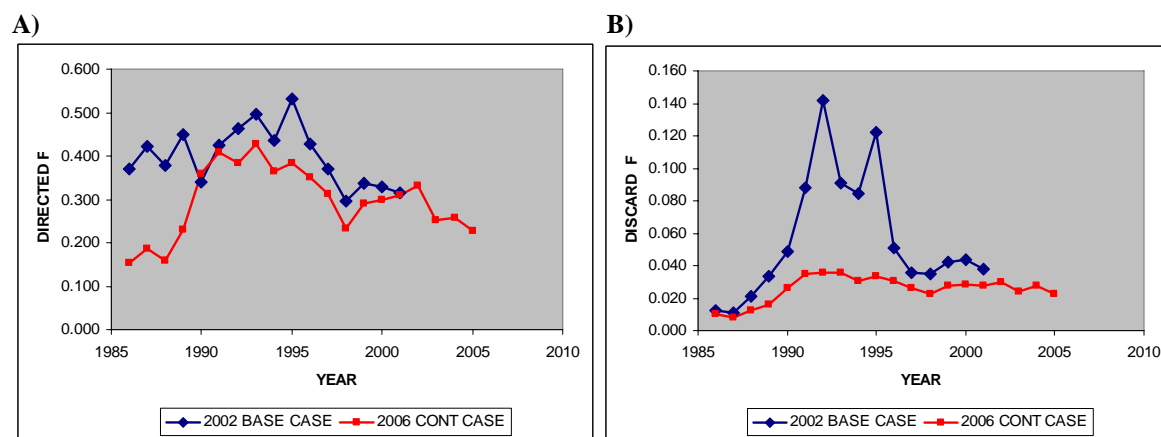 A)
DIRECTED F
0.600
0.500
0.400
0.300
0.200
0.100
0.000
1985 1990 1995 2000 2005 2010
YEAR
2002 BASE CASE 2006 CONT CASE
B)
DISCARD F
0.160
0.140
0.120
0.100
0.080
0.060
0.040
0.020
0.000
1985 1990 1995 2000 2005 2010
YEAR
2002 BASE CASE 2006 CONT CASE